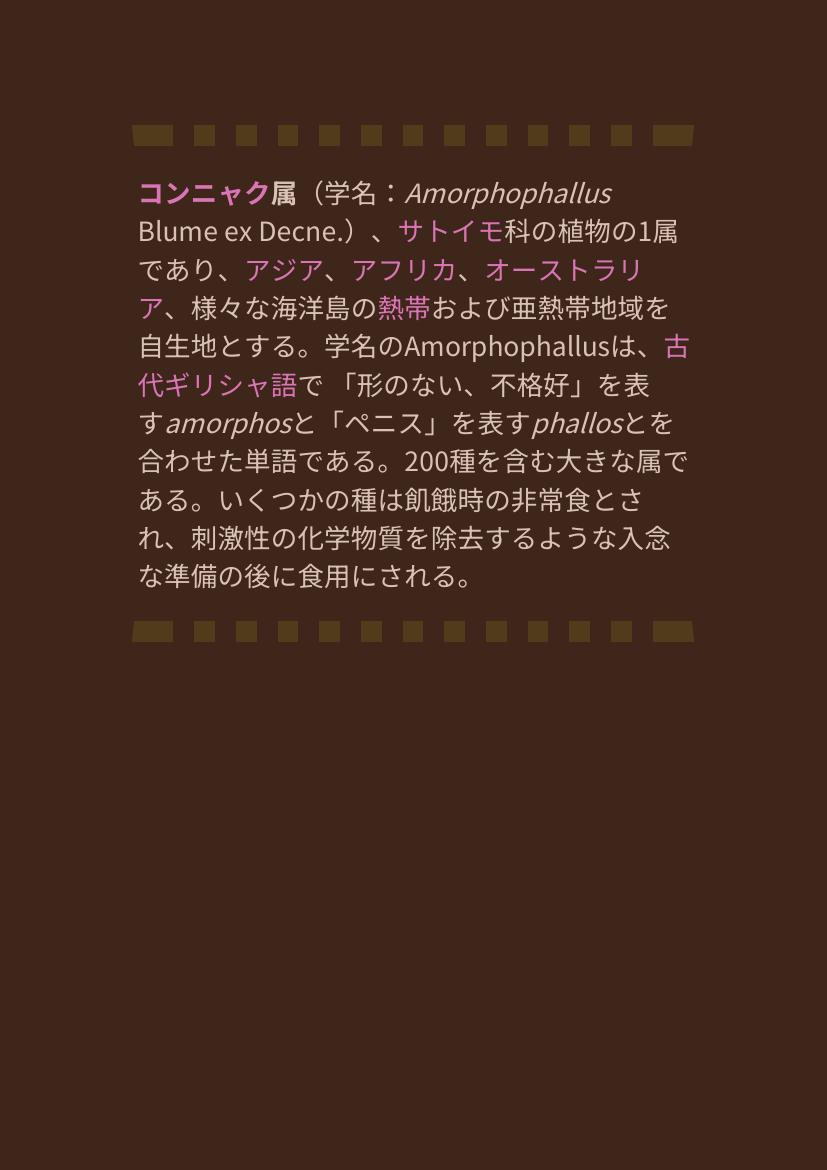 コンニャク属（学名：Amorphophallus
Blume ex Decne.）、サトイモ科の植物の1属
であり、アジア、アフリカ、オーストラリ
ア、様々な海洋島の熱帯および亜熱帯地域を
自生地とする。学名のAmorphophallusは、古
代ギリシャ語で 「形のない、不格好」を表
すamorphosと「ペニス」を表すphallosとを
合わせた単語である。200種を含む大きな属で
ある。いくつかの種は飢餓時の非常食とさ
れ、刺激性の化学物質を除去するような入念
な準備の後に食用にされる。